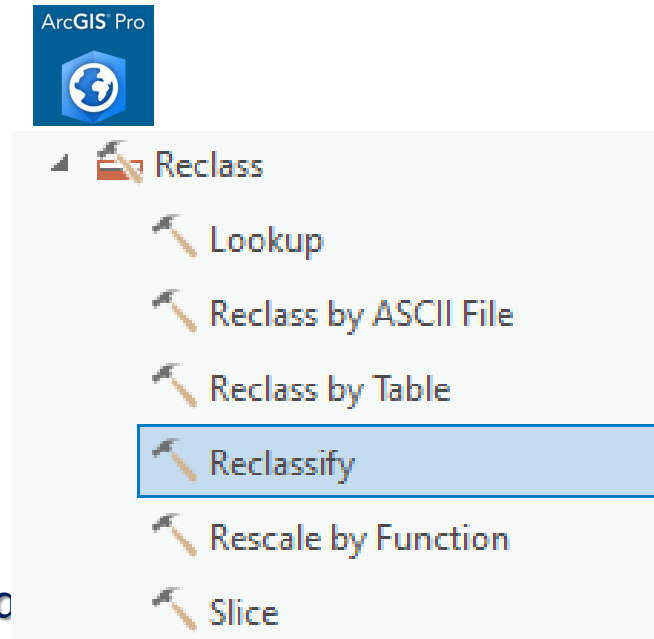 ArcGIS® Pro
Reclass
Lookup
Reclass by ASCII File
Reclass by Table
Reclassify
Rescale by Function
Slice